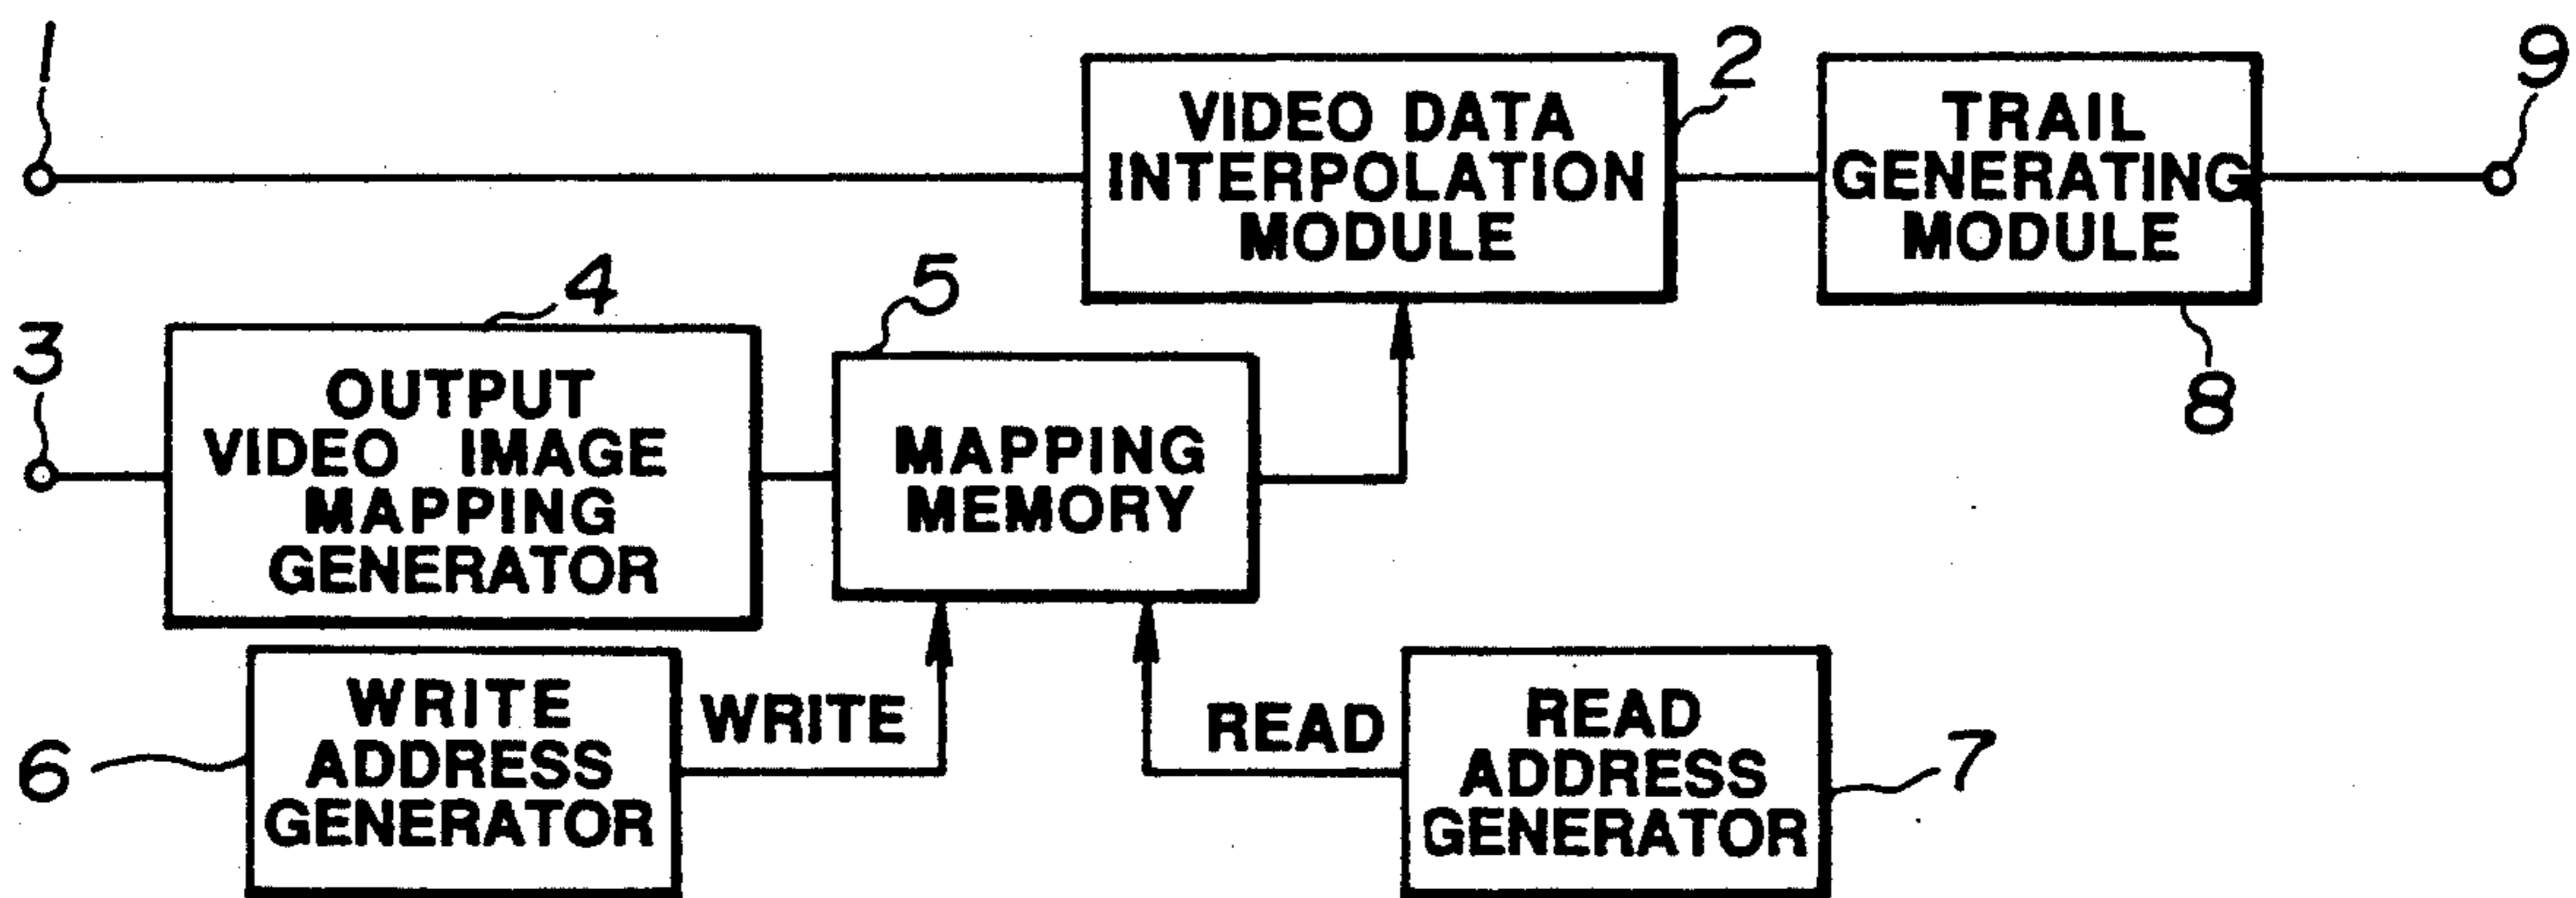 1
2
9
VIDEO DATA
INTERPOLATION
MODULE
TRAIL
GENERATING
MODULE
8
3
4
5
OUTPUT
VIDEO IMAGE
MAPPING
GENERATOR
MAPPING
MEMORY
6
WRITE
ADDRESS
GENERATOR
WRITE
READ
READ
ADDRESS
GENERATOR
7